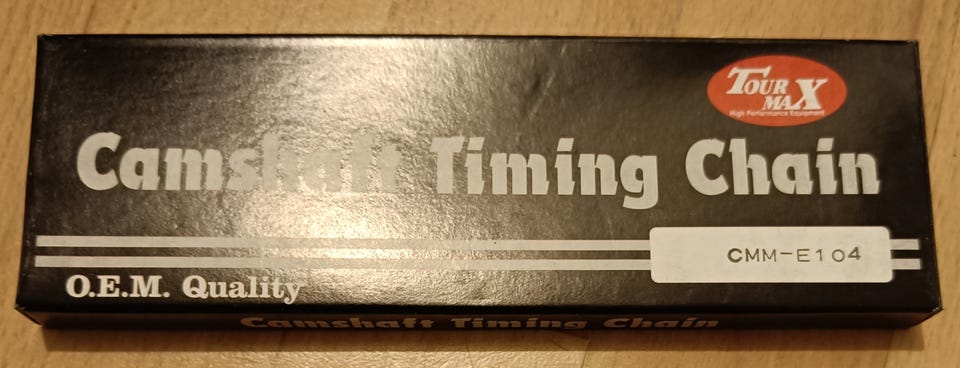 TOUR
MAX
High Performance Equipment
Camshaft Timing Chain
CMM-E104
O.E.M. Quality
Camshaft Timing Chain